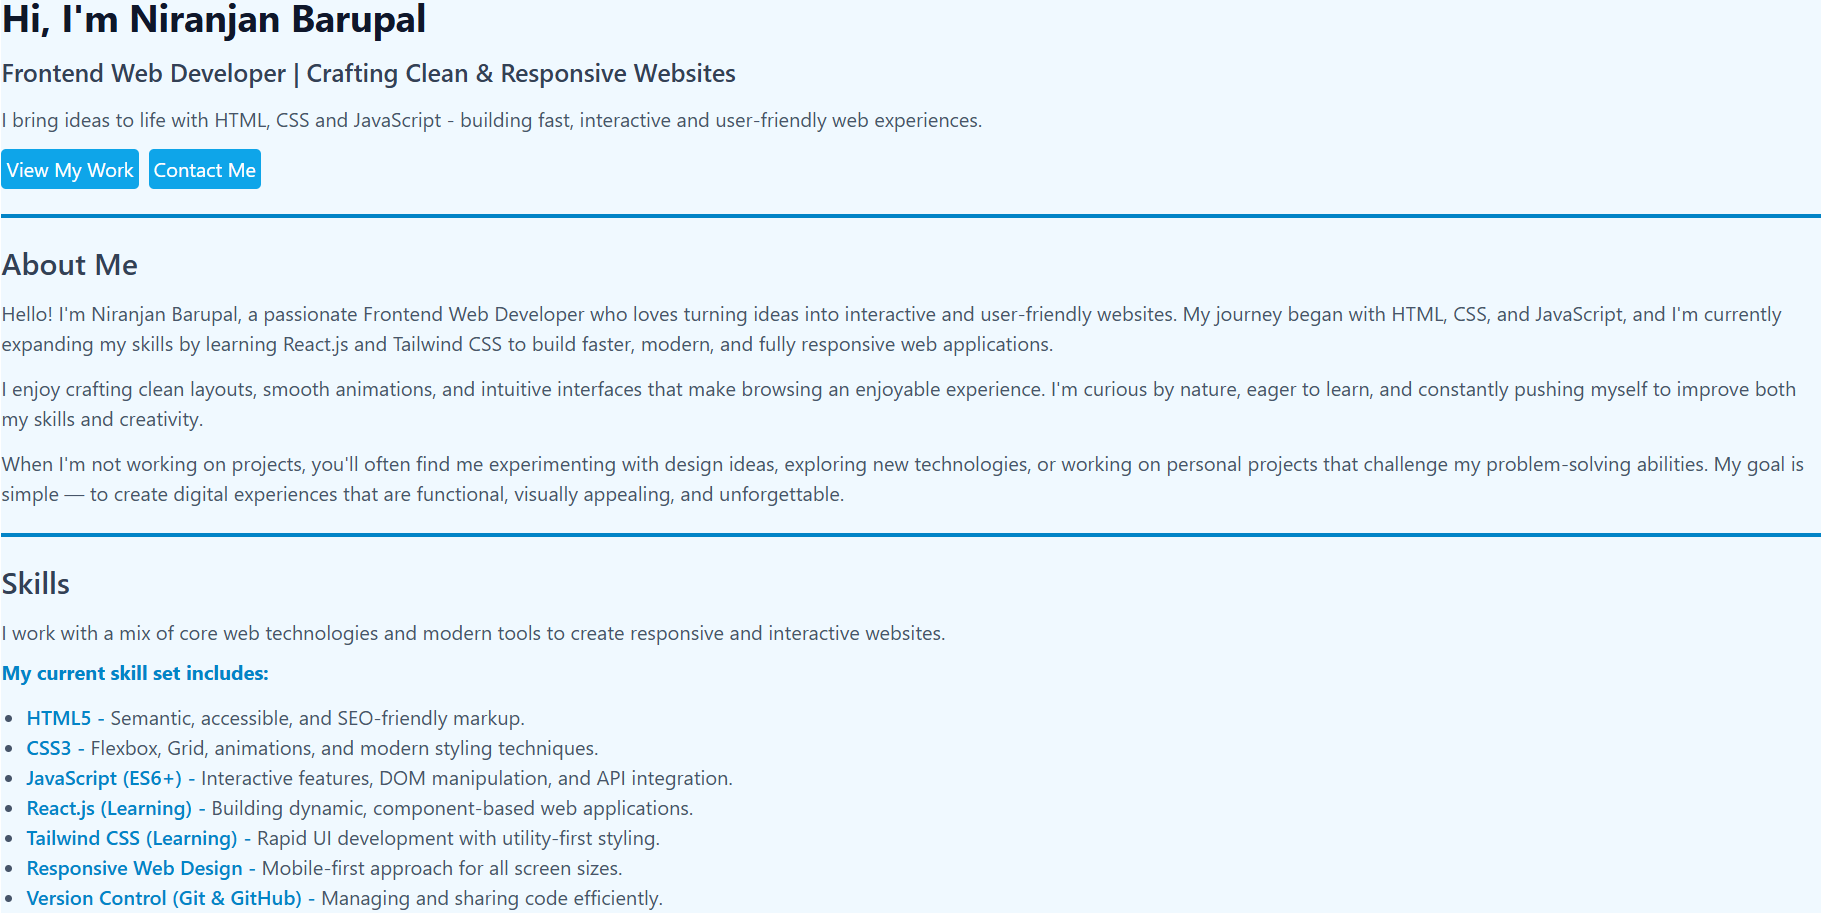 Hi, I'm Niranjan Barupal
Frontend Web Developer | Crafting Clean & Responsive Websites
I bring ideas to life with HTML, CSS and JavaScript - building fast, interactive and user-friendly web experiences.
View My Work Contact Me
About Me
Hello! I'm Niranjan Barupal, a passionate Frontend Web Developer who loves turning ideas into interactive and user-friendly websites. My journey began with HTML, CSS, and JavaScript, and I'm currently
expanding my skills by learning React.js and Tailwind CSS to build faster, modern, and fully responsive web applications.
I enjoy crafting clean layouts, smooth animations, and intuitive interfaces that make browsing an enjoyable experience. I'm curious by nature, eager to learn, and constantly pushing myself to improve both
my skills and creativity.
When I'm not working on projects, you'll often find me experimenting with design ideas, exploring new technologies, or working on personal projects that challenge my problem-solving abilities. My goal is
simple — to create digital experiences that are functional, visually appealing, and unforgettable.
Skills
I work with a mix of core web technologies and modern tools to create responsive and interactive websites.
My current skill set includes:
• HTML5 - Semantic, accessible, and SEO-friendly markup.
• CSS3 - Flexbox, Grid, animations, and modern styling techniques.
• JavaScript (ES6+) - Interactive features, DOM manipulation, and API integration.
• React.js (Learning) - Building dynamic, component-based web applications.
• Tailwind CSS (Learning) - Rapid UI development with utility-first styling.
• Responsive Web Design - Mobile-first approach for all screen sizes.
• Version Control (Git & GitHub) - Managing and sharing code efficiently.